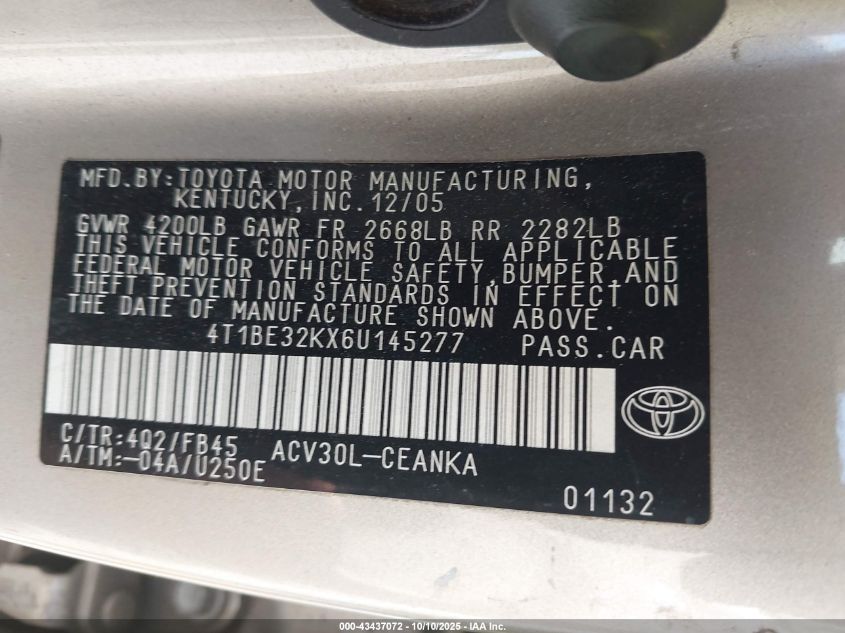 MFD.BY:TOYOTA MOTOR MANUFACTURING,
KENTUCKY,INC.12/05
GVWR 4200LB GAWR FR 2668LB RR 2282LB
THIS VEHICLE CONFORMS TO ALL APPLICABLE
FEDERAL MOTOR VEHICLE SAFETY,BUMPER,AND
THEFT PREVENTION STANDARDS IN EFFECT ON
THE DATE OF MANUFACTURE SHOWN ABOVE.
4T1BE32KX6U145277 PASS.CAR
C/TR:4Q2/FB45 ACV30L-CEANKA
A/TM:-04A/U250E
01132
000-43437072 - 10/10/2025 - IAA Inc.